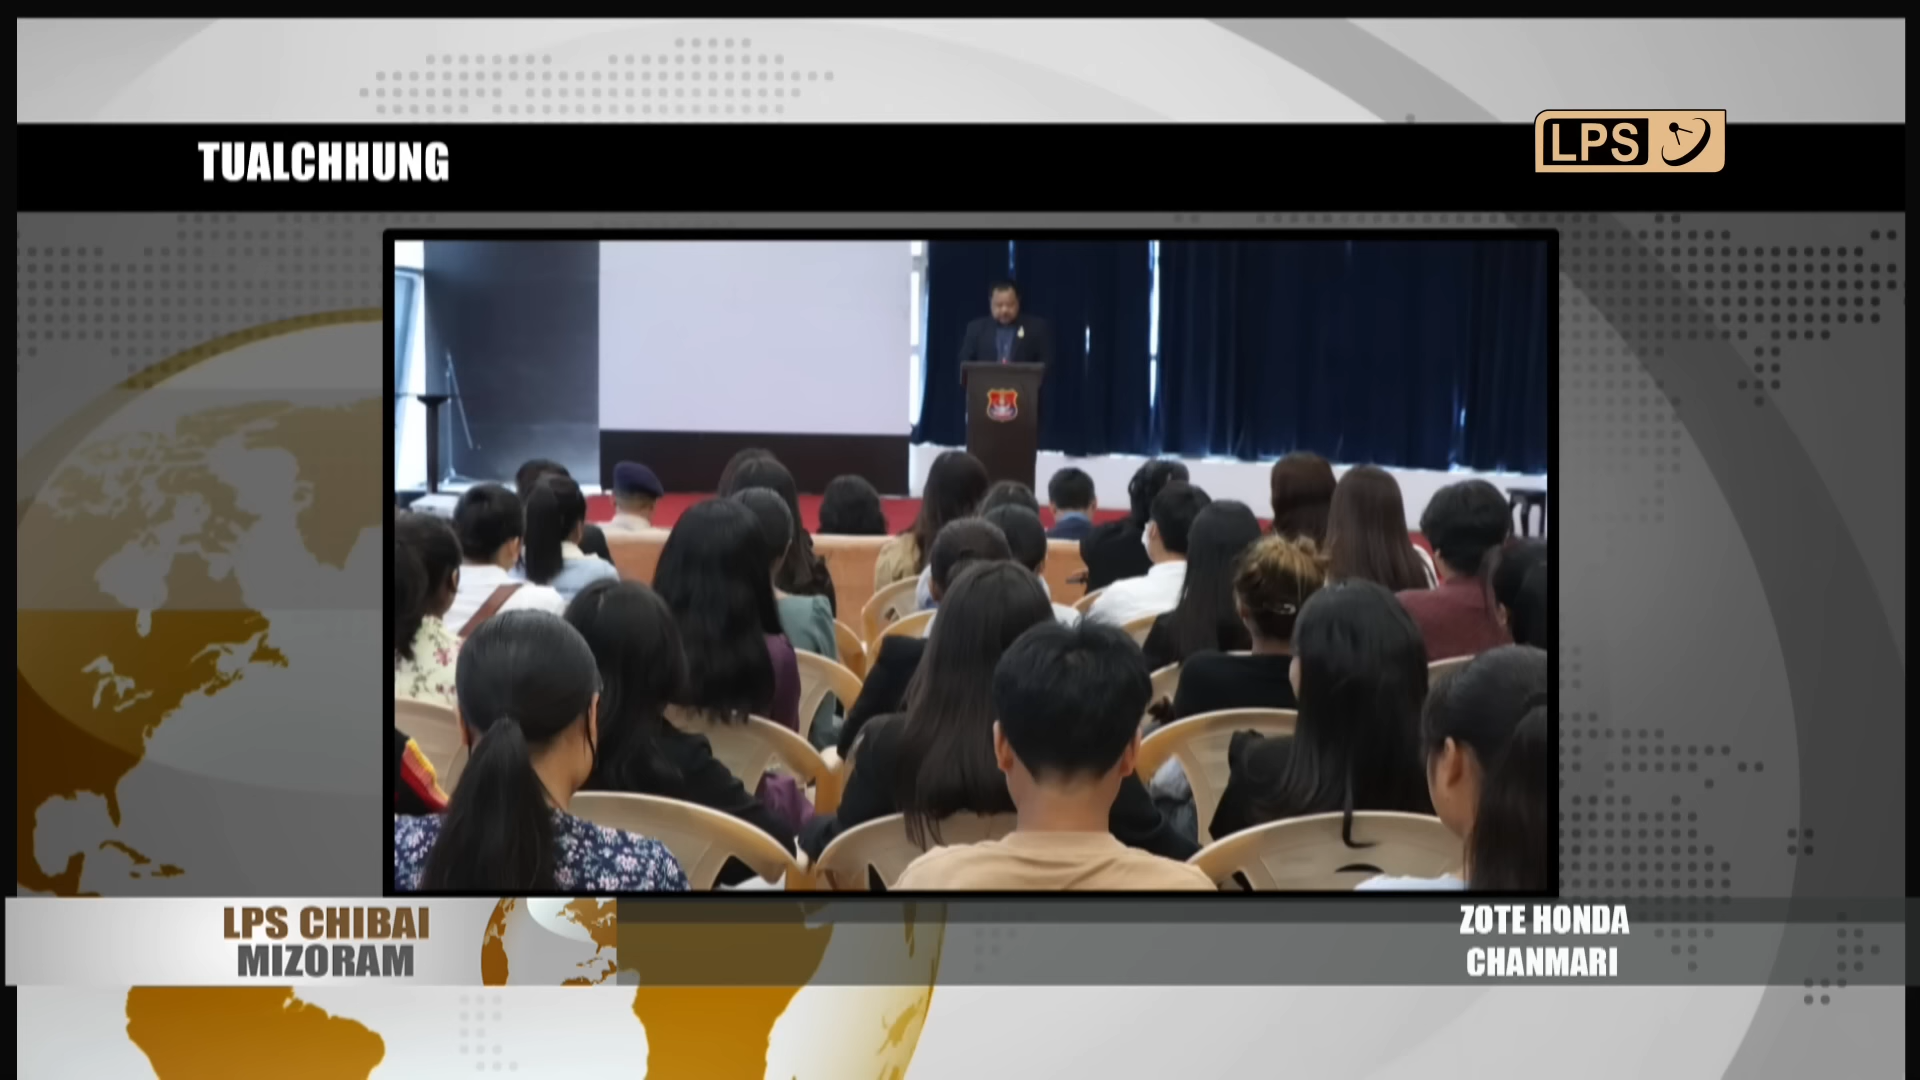 TUALCHHUNG
LPS
LPS CHIBAI
MIZORAM
ZOTE HONDA
CHANMARI